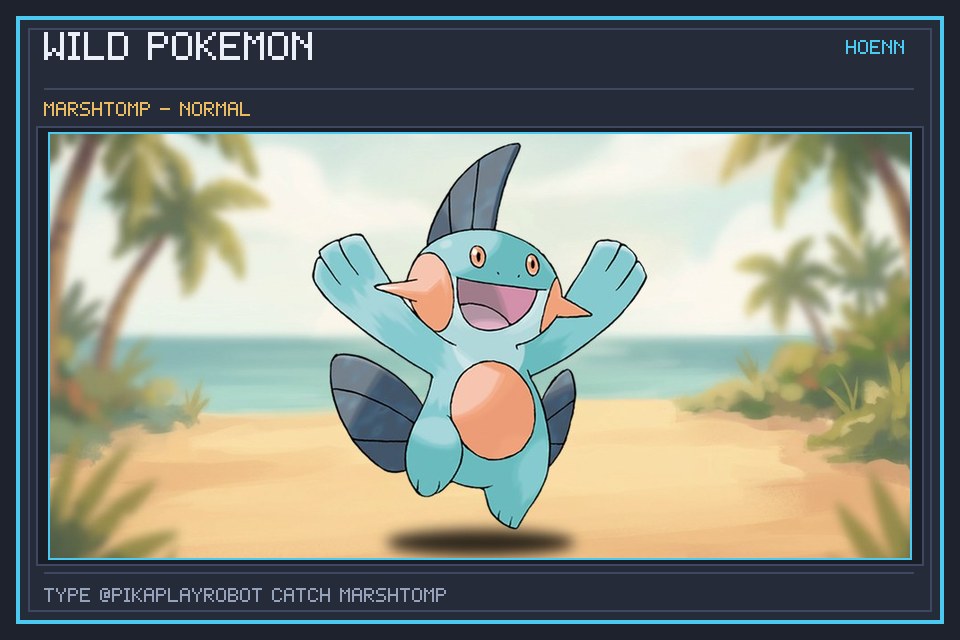 WILD POKEMON
HOENN
MARSHTOMP - NORMAL
TYPE @PIKAPLAYROBOT CATCH MARSHTOMP